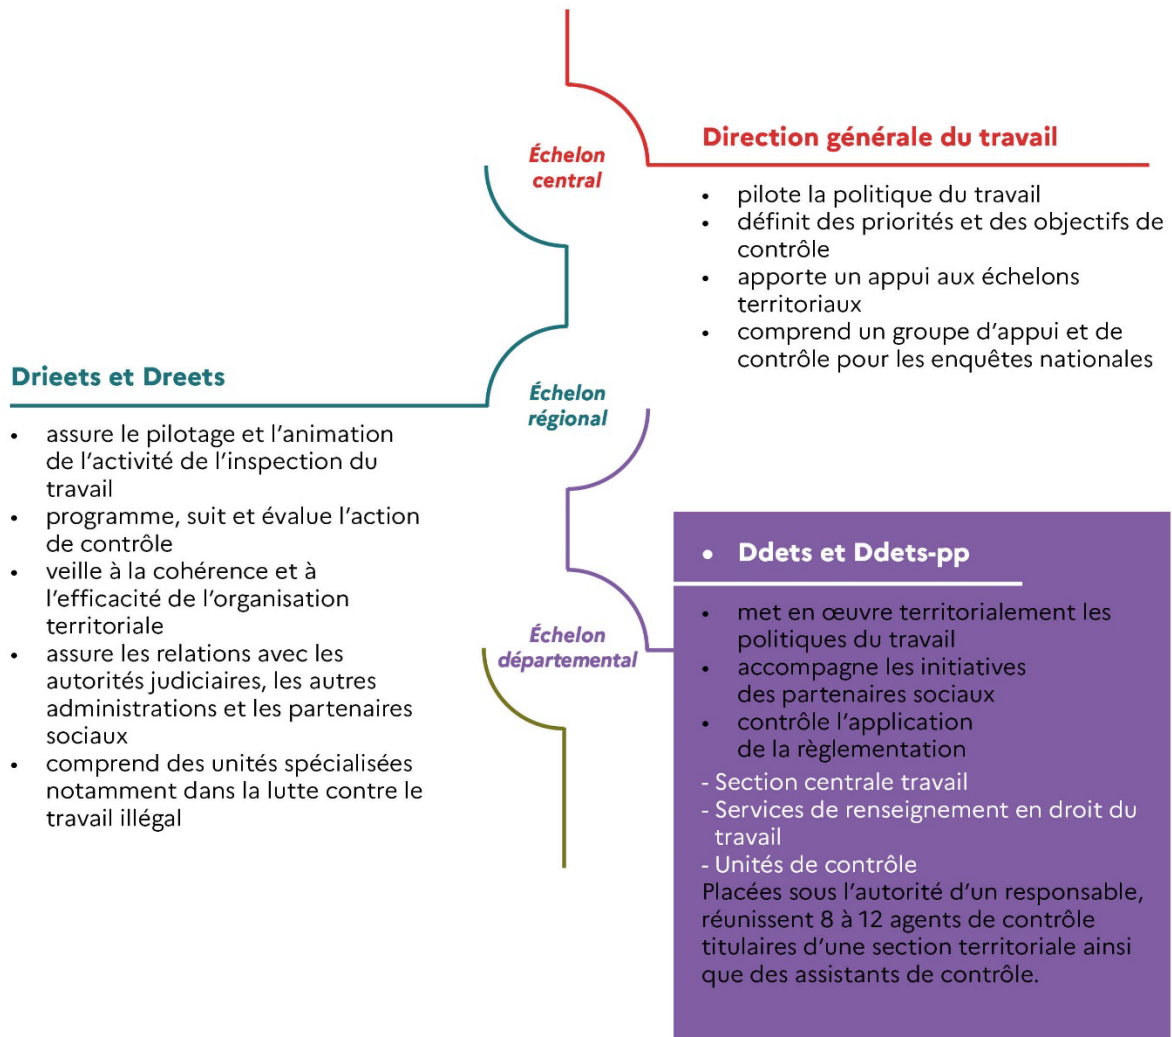 Échelon
central
Direction générale du travail
• pilote la politique du travail
• définit des priorités et des objectifs de
contrôle
• apporte un appui aux échelons
territoriaux
• comprend un groupe d’appui et de
contrôle pour les enquêtes nationales
Drieets et Dreets
Échelon
régional
• assure le pilotage et l’animation
de l’activité de l’inspection du
travail
• programme, suit et évalue l’action
de contrôle
• veille à la cohérence et à
l’efficacité de l’organisation
territoriale
• assure les relations avec les
autorités judiciaires, les autres
administrations et les partenaires
sociaux
• comprend des unités spécialisées
notamment dans la lutte contre le
travail illégal
Échelon
départemental
• Ddets et Ddets-pp
• met en œuvre territorialement les
politiques du travail
• accompagne les initiatives
des partenaires sociaux
• contrôle l’application
de la règlementation
- Section centrale travail
- Services de renseignement en droit du
travail
- Unités de contrôle
Placées sous l’autorité d’un responsable,
réunissent 8 à 12 agents de contrôle
titulaires d’une section territoriale ainsi
que des assistants de contrôle.